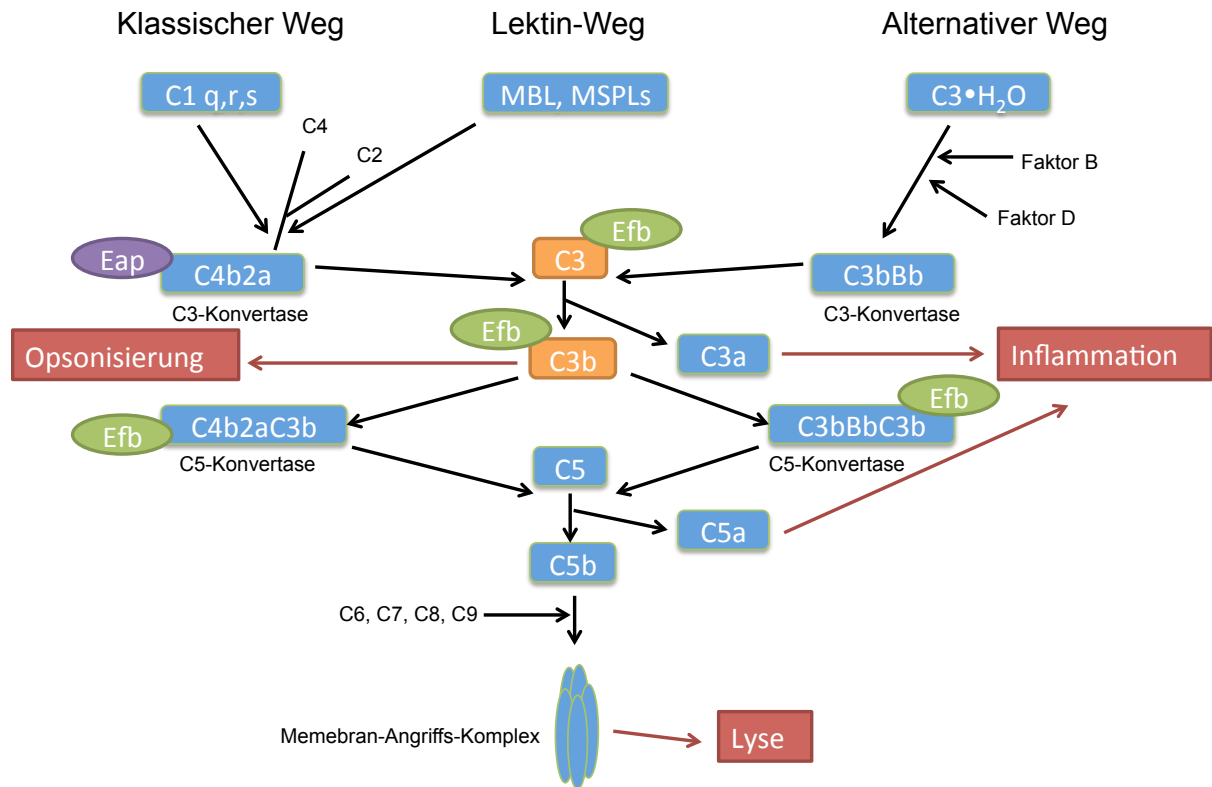 Klassischer Weg
Lektin-Weg
Alternativer Weg
C1 q,r,s
MBL, MSPLs
C3•H₂O
C4
C2
Faktor B
Faktor D
Eap
C4b2a
C3-Konvertase
Efb
C3
C3bBb
C3-Konvertase
Opsonisierung
Efb
C3b
C3a
Inflammation
Efb
C4b2aC3b
C5-Konvertase
Efb
C3bBbC3b
C5-Konvertase
C5
C5a
C5b
C6, C7, C8, C9
Memebran-Angriffs-Komplex
Lyse